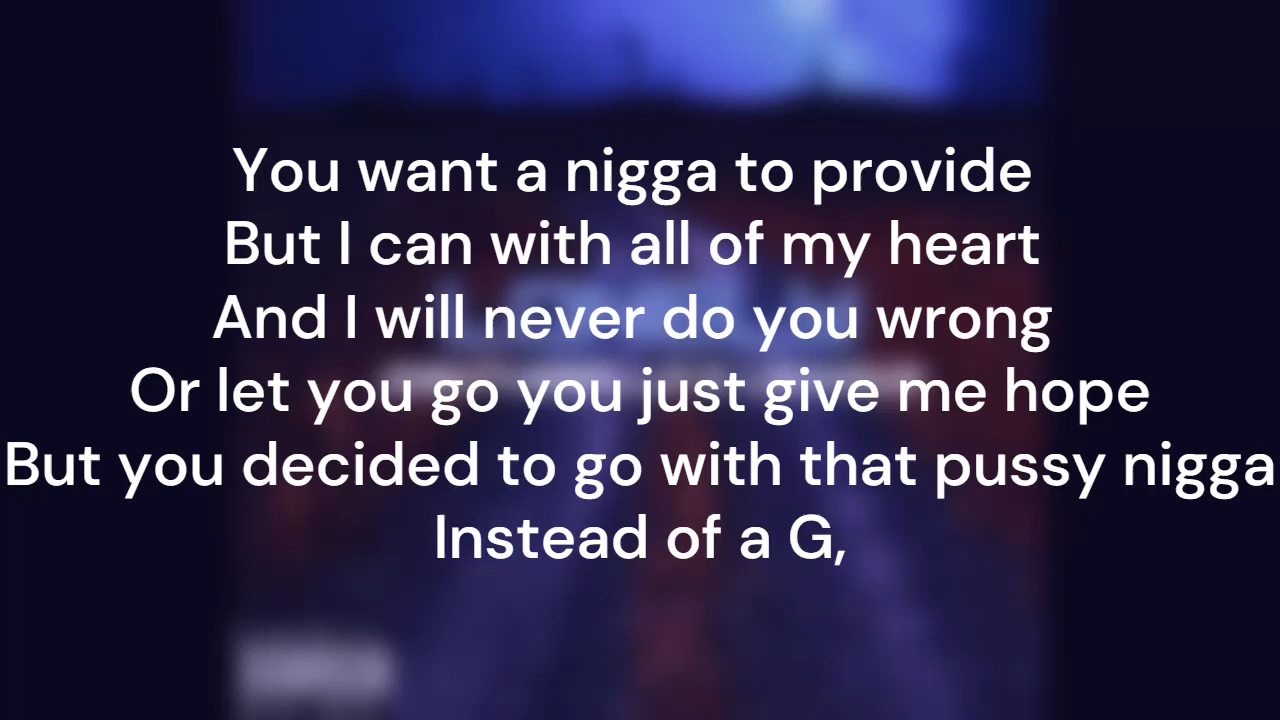 You want a nigga to provide
But I can with all of my heart
And I will never do you wrong
Or let you go you just give me hope
But you decided to go with that pussy nigga
Instead of a G,